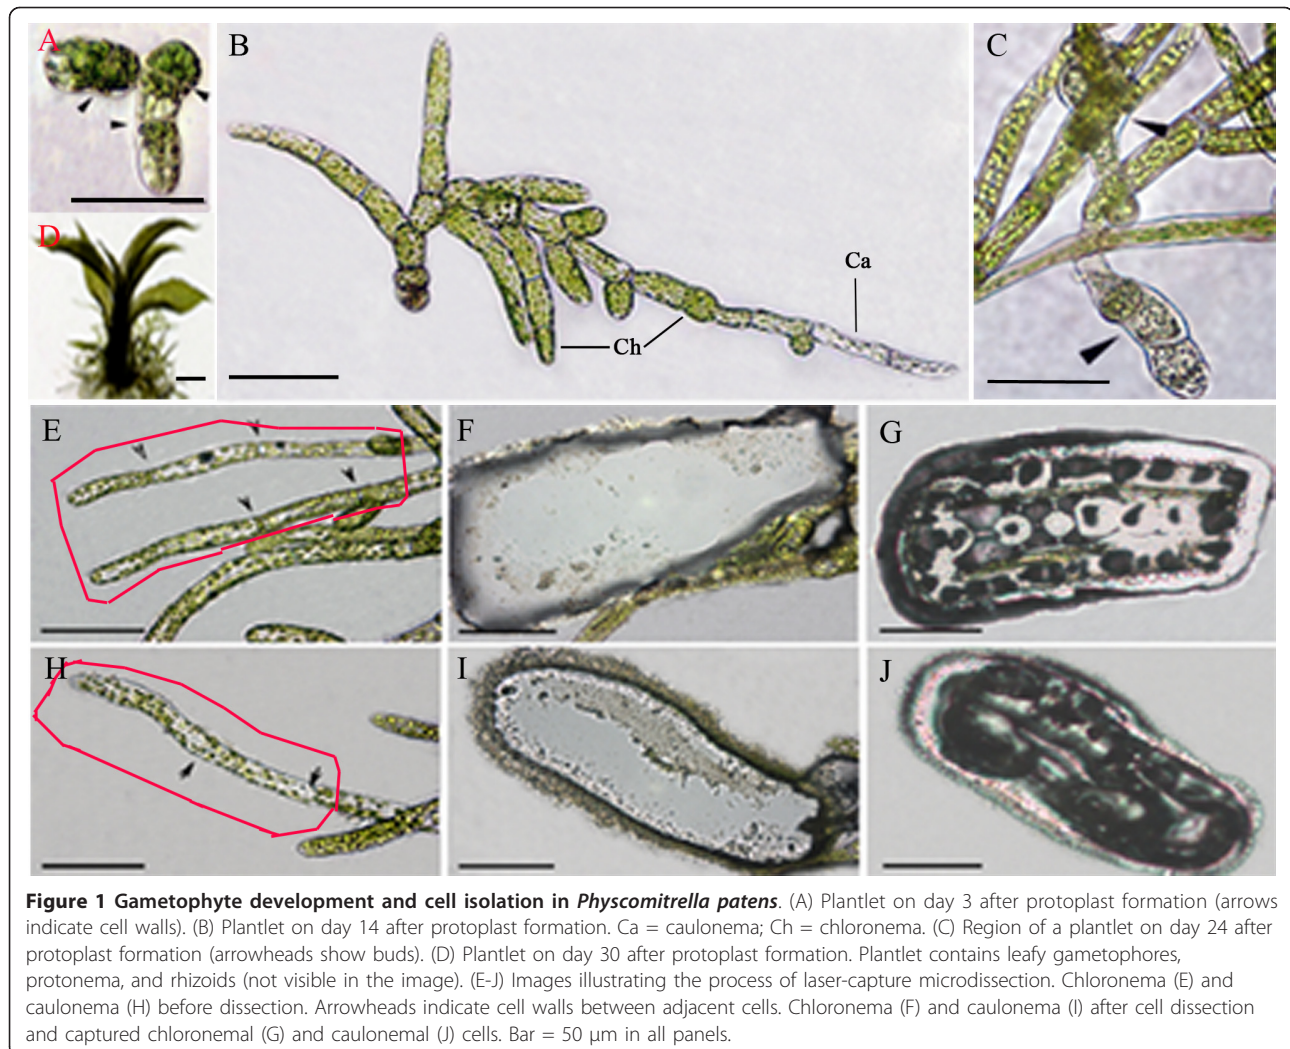 A
B
C
D
Ca
Ch
E
F
G
H
I
J
Figure 1 Gametophyte development and cell isolation in Physcomitrella patens. (A) Plantlet on day 3 after protoplast formation (arrows
indicate cell walls). (B) Plantlet on day 14 after protoplast formation. Ca = caulonema; Ch = chloronema. (C) Region of a plantlet on day 24 after
protoplast formation (arrowheads show buds). (D) Plantlet on day 30 after protoplast formation. Plantlet contains leafy gametophores,
protonema, and rhizoids (not visible in the image). (E-J) Images illustrating the process of laser-capture microdissection. Chloronema (E) and
caulonema (H) before dissection. Arrowheads indicate cell walls between adjacent cells. Chloronema (F) and caulonema (I) after cell dissection
and captured chloronemal (G) and caulonemal (J) cells. Bar = 50 μm in all panels.